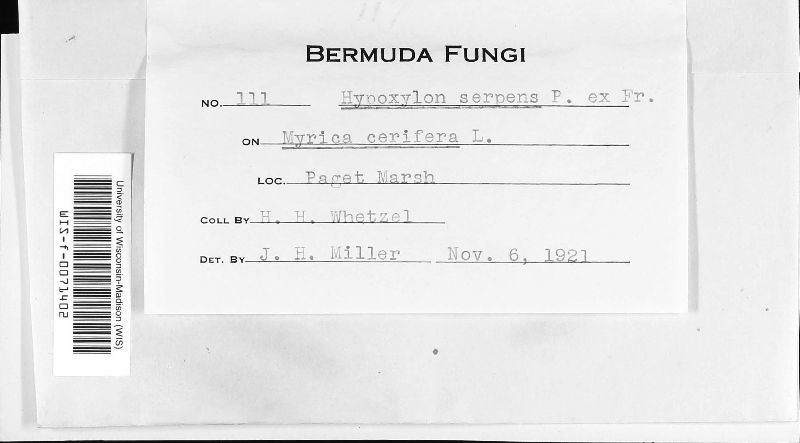 BERMUDA FUNGI
NO. 111 Hypoxylon serpens P. ex Fr.
ON Myrica cerifera L.
LOC. Paget Marsh
COLL BY H. H. Whetzel
DET. BY J. H. Miller Nov. 6, 1921
University of Wisconsin-Madison (WIS)
WIS-f-0071402